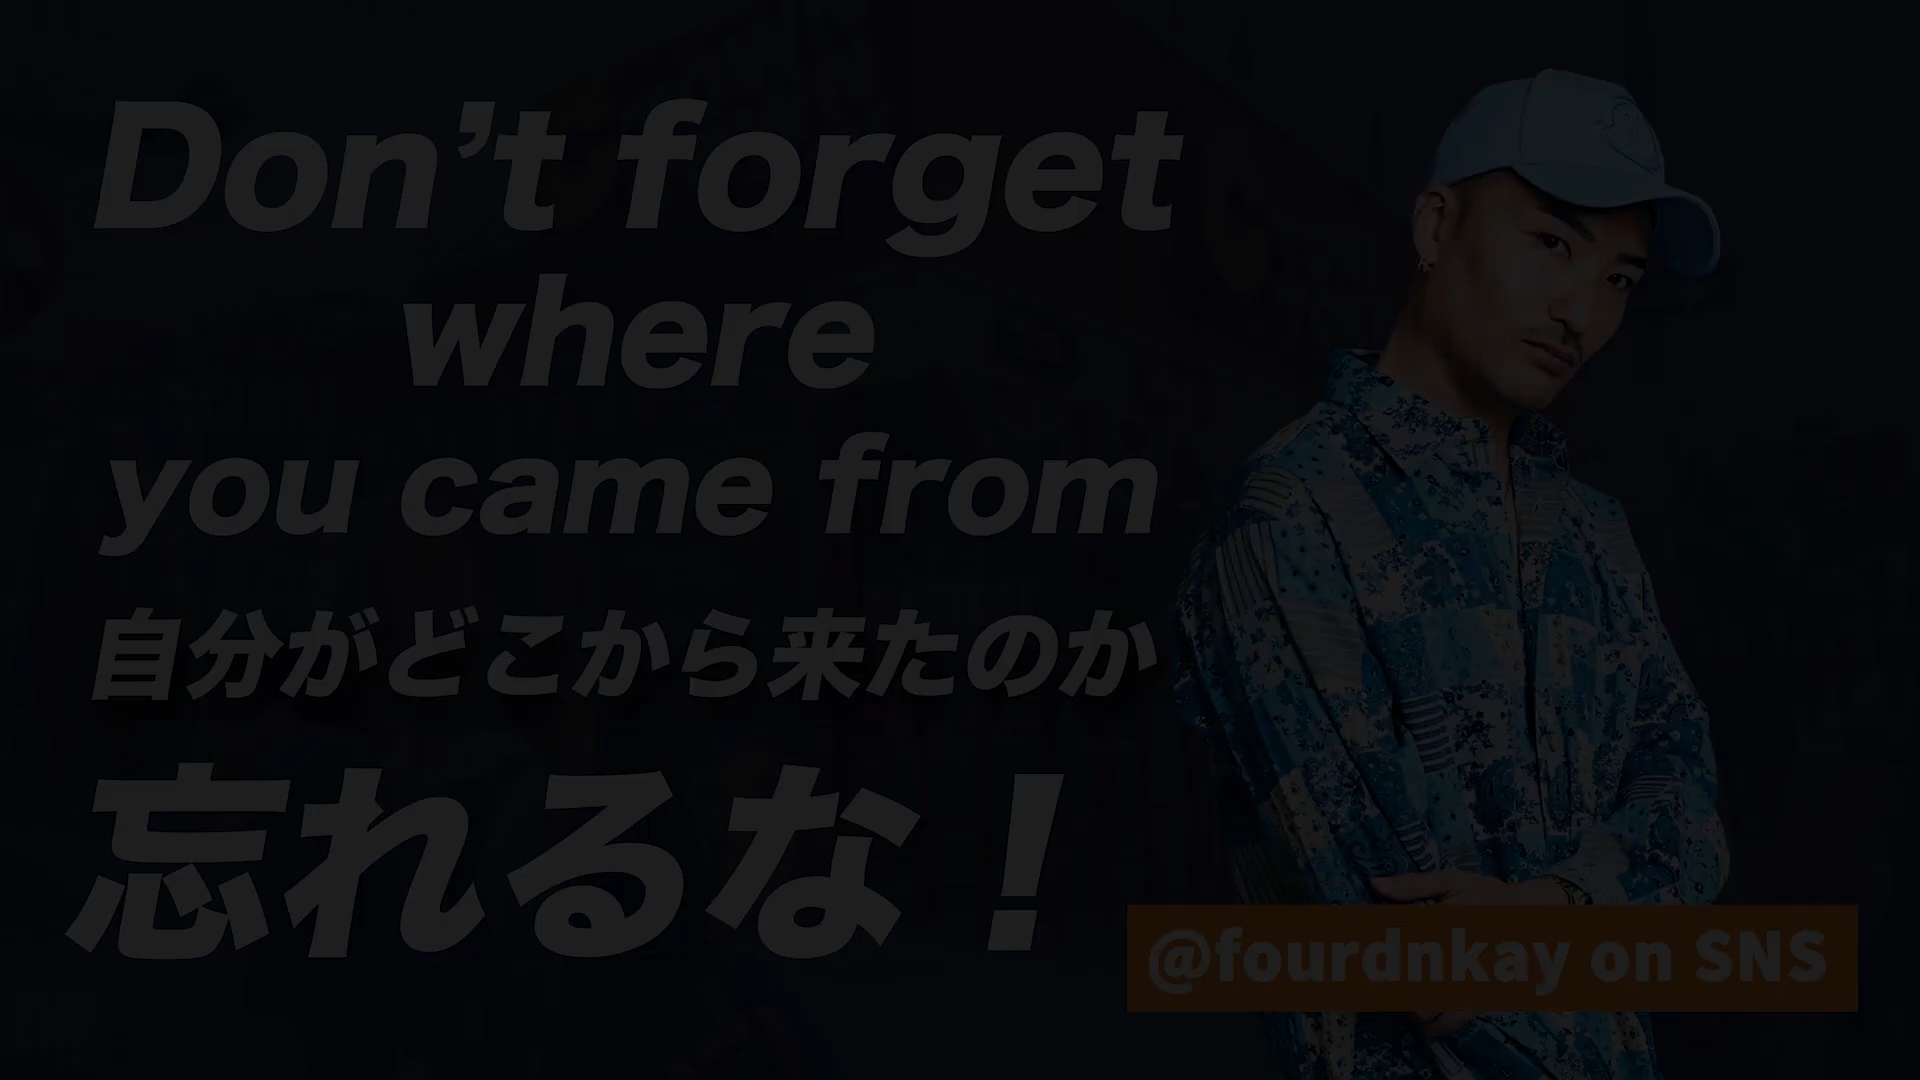 Don’t forget
where
you came from
自分がどこから来たのか
忘れるな！
@fourdnkay on SNS